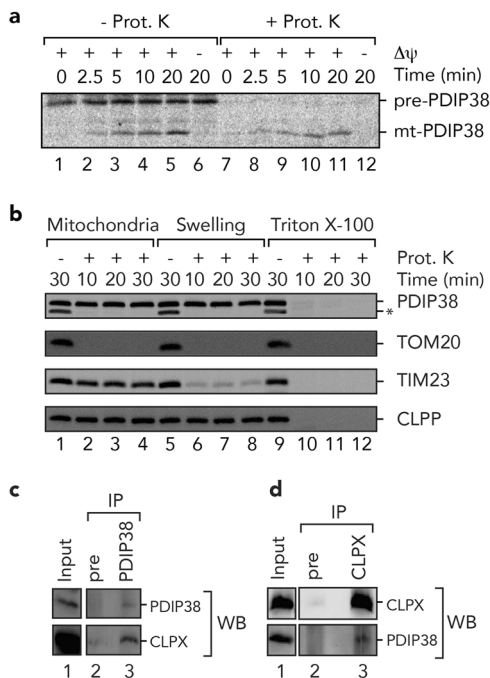 a
- Prot. K + Prot. K
+ + + + + - + + + + + - Δψ
0 2.5 5 10 20 20 0 2.5 5 10 20 20 Time (min)
pre-PDIP38
mt-PDIP38
1 2 3 4 5 6 7 8 9 10 11 12
b
Mitochondria Swelling Triton X-100
- + + + - + + + - + + + Prot. K
30 10 20 30 30 10 20 30 30 10 20 30 Time (min)
PDIP38
*
TOM20
TIM23
CLPP
1 2 3 4 5 6 7 8 9 10 11 12
c
IP
Input pre PDIP38
PDIP38
CLPX
WB
1 2 3
d
IP
Input pre CLPX
CLPX
PDIP38
WB
1 2 3